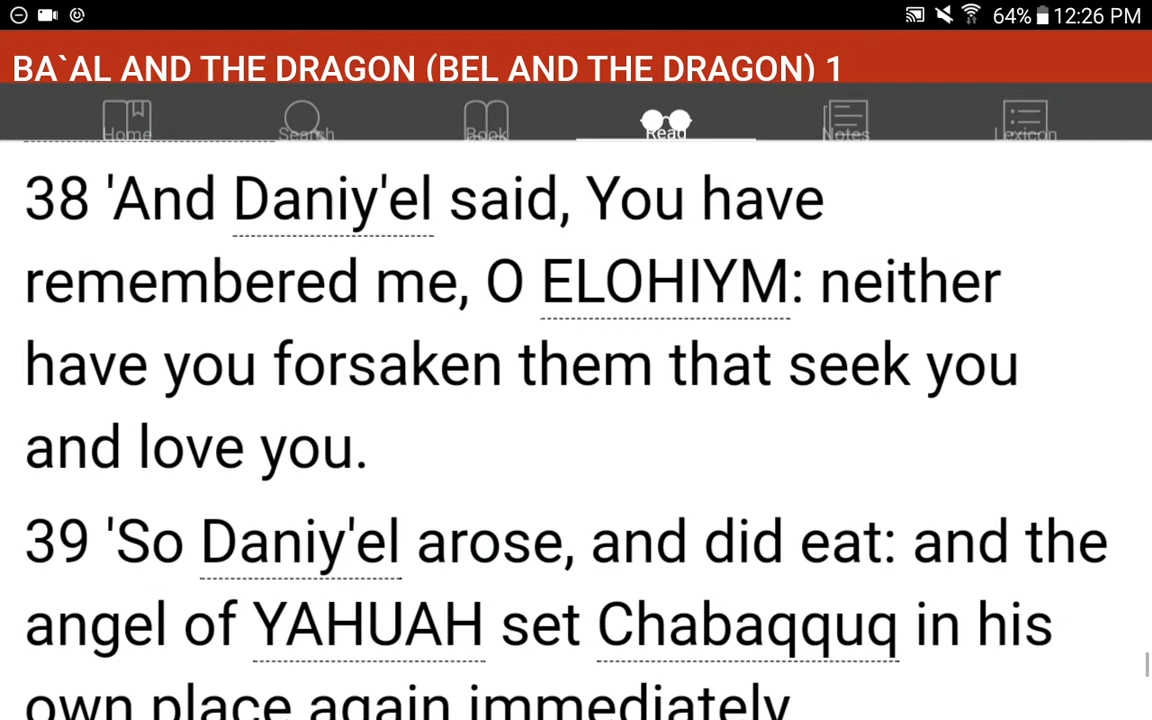 64% 12:26 PM
BA`AL AND THE DRAGON (BEL AND THE DRAGON) 1
Home Search Book Read Notes Lexicon
38 'And Daniy'el said, You have
remembered me, O ELOHIYM: neither
have you forsaken them that seek you
and love you.
39 'So Daniy'el arose, and did eat: and the
angel of YAHUAH set Chabaqquq in his
own place again immediately